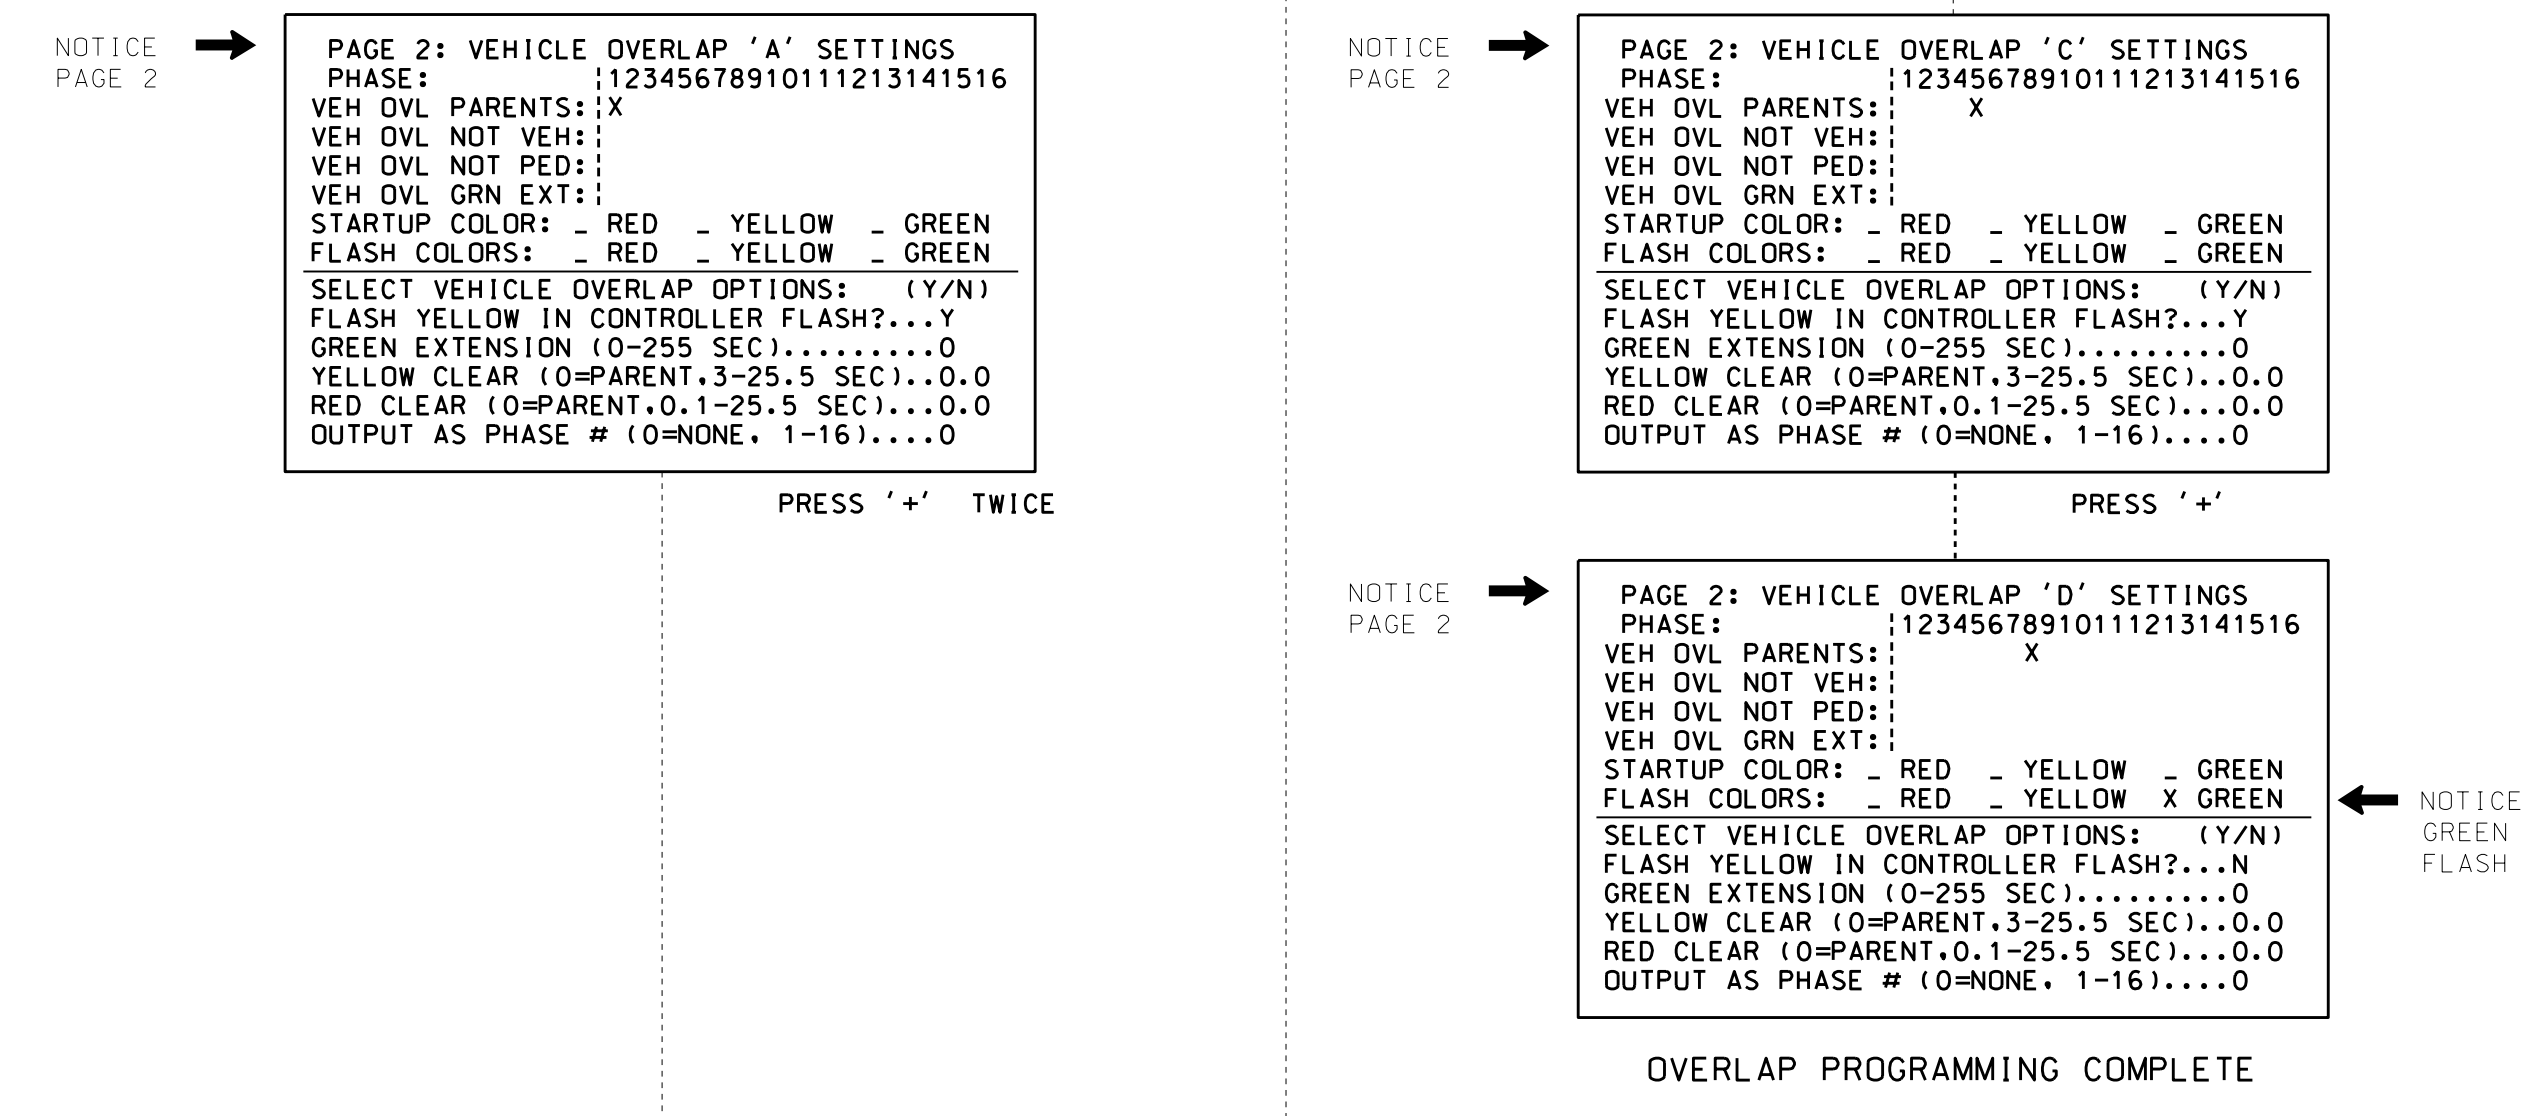 NOTICE
PAGE 2
PAGE 2: VEHICLE OVERLAP 'A' SETTINGS
PHASE: 12345678910111213141516
VEH OVL PARENTS: X
VEH OVL NOT VEH:
VEH OVL NOT PED:
VEH OVL GRN EXT:
STARTUP COLOR: _ RED _ YELLOW _ GREEN
FLASH COLORS: _ RED _ YELLOW _ GREEN
SELECT VEHICLE OVERLAP OPTIONS: (Y/N)
FLASH YELLOW IN CONTROLLER FLASH?...Y
GREEN EXTENSION (0-255 SEC).........0
YELLOW CLEAR (0=PARENT,3-25.5 SEC)..0.0
RED CLEAR (0=PARENT,0.1-25.5 SEC)...0.0
OUTPUT AS PHASE # (0=NONE, 1-16)....0
PRESS '+' TWICE
NOTICE
PAGE 2
PAGE 2: VEHICLE OVERLAP 'C' SETTINGS
PHASE: 12345678910111213141516
VEH OVL PARENTS: X
VEH OVL NOT VEH:
VEH OVL NOT PED:
VEH OVL GRN EXT:
STARTUP COLOR: _ RED _ YELLOW _ GREEN
FLASH COLORS: _ RED _ YELLOW _ GREEN
SELECT VEHICLE OVERLAP OPTIONS: (Y/N)
FLASH YELLOW IN CONTROLLER FLASH?...Y
GREEN EXTENSION (0-255 SEC).........0
YELLOW CLEAR (0=PARENT,3-25.5 SEC)..0.0
RED CLEAR (0=PARENT,0.1-25.5 SEC)...0.0
OUTPUT AS PHASE # (0=NONE, 1-16)....0
PRESS '+'
NOTICE
PAGE 2
PAGE 2: VEHICLE OVERLAP 'D' SETTINGS
PHASE: 12345678910111213141516
VEH OVL PARENTS: X
VEH OVL NOT VEH:
VEH OVL NOT PED:
VEH OVL GRN EXT:
STARTUP COLOR: _ RED _ YELLOW _ GREEN
FLASH COLORS: _ RED _ YELLOW X GREEN
SELECT VEHICLE OVERLAP OPTIONS: (Y/N)
FLASH YELLOW IN CONTROLLER FLASH?...N
GREEN EXTENSION (0-255 SEC).........0
YELLOW CLEAR (0=PARENT,3-25.5 SEC)..0.0
RED CLEAR (0=PARENT,0.1-25.5 SEC)...0.0
OUTPUT AS PHASE # (0=NONE, 1-16)....0
NOTICE
GREEN
FLASH
OVERLAP PROGRAMMING COMPLETE